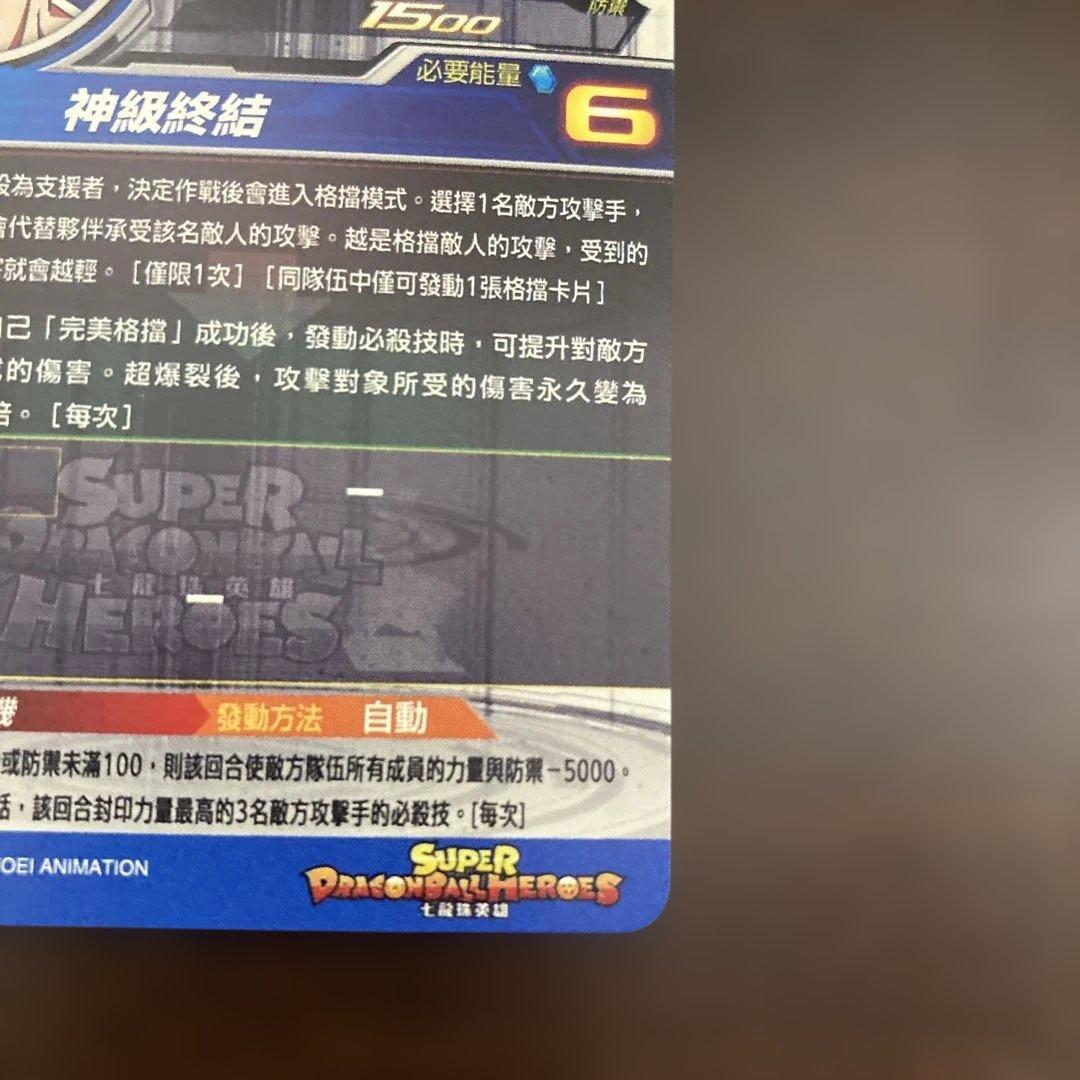 1500
防禦
必要能量
6
神級終結
為支援者，決定作戰後會進入格擋模式。選擇1名敵方攻擊手，
代替夥伴承受該名敵人的攻擊。越是格擋敵人的攻擊，受到的
就會越輕。［僅限1次］［同隊伍中僅可發動1張格擋卡片］
己「完美格擋」成功後，發動必殺技時，可提升對敵方
的傷害。超爆裂後，攻擊對象所受的傷害永久變為
倍。［每次］
SUPER
DRAGONBALL
七龍珠英雄
HEROES
機
發動方法 自動
或防禦未滿100，則該回合使敵方隊伍所有成員的力量與防禦－5000。
話，該回合封印力量最高的3名敵方攻擊手的必殺技。[每次]
OEI ANIMATION
SUPER
DRAGONBALL HEROES
七龍珠英雄